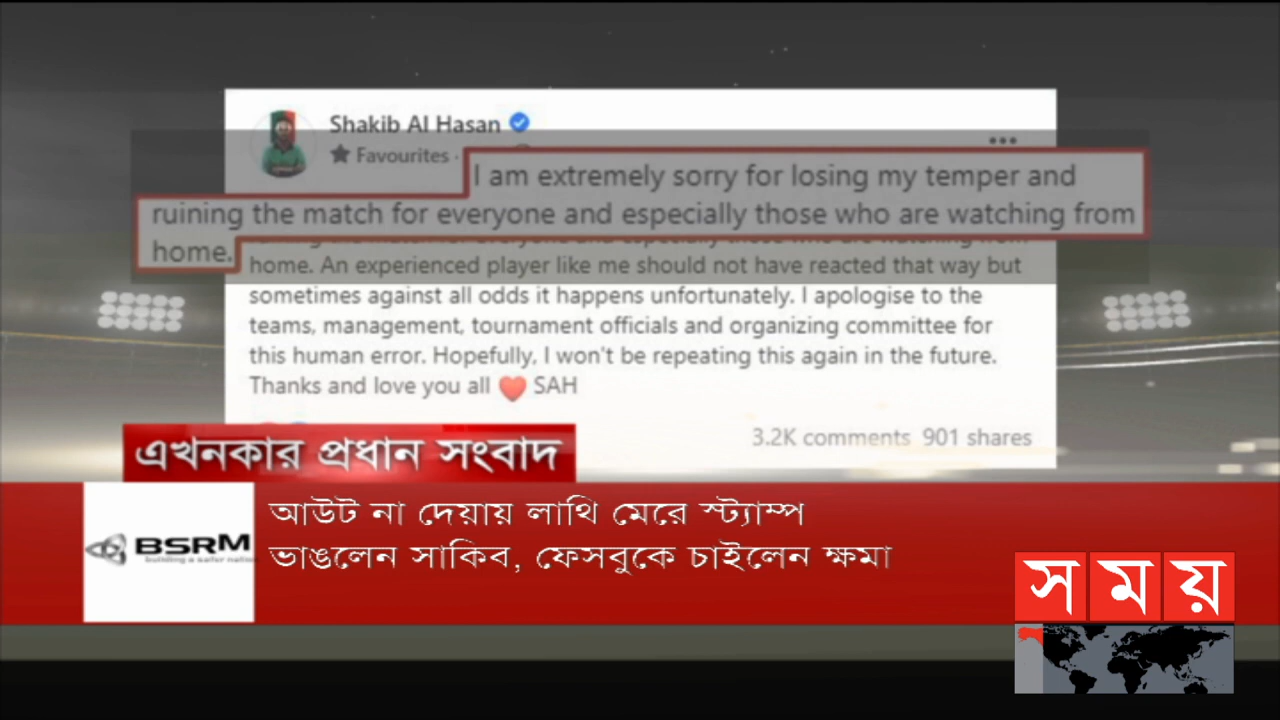 Shakib Al Hasan
Favourites ·
I am extremely sorry for losing my temper and
ruining the match for everyone and especially those who are watching from
home.
home. An experienced player like me should not have reacted that way but
sometimes against all odds it happens unfortunately. I apologise to the
teams, management, tournament officials and organizing committee for
this human error. Hopefully, I won't be repeating this again in the future.
Thanks and love you all ❤️ SAH
3.2K comments 901 shares
এখনকার প্রধান সংবাদ
আউট না দেয়ায় লাথি মেরে স্ট্যাম্প
ভাঙলেন সাকিব, ফেসবুকে চাইলেন ক্ষমা
BSRM
building a safer nation
সময়